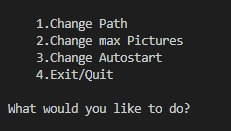 1.Change Path
2.Change max Pictures
3.Change Autostart
4.Exit/Quit
What would you like to do?